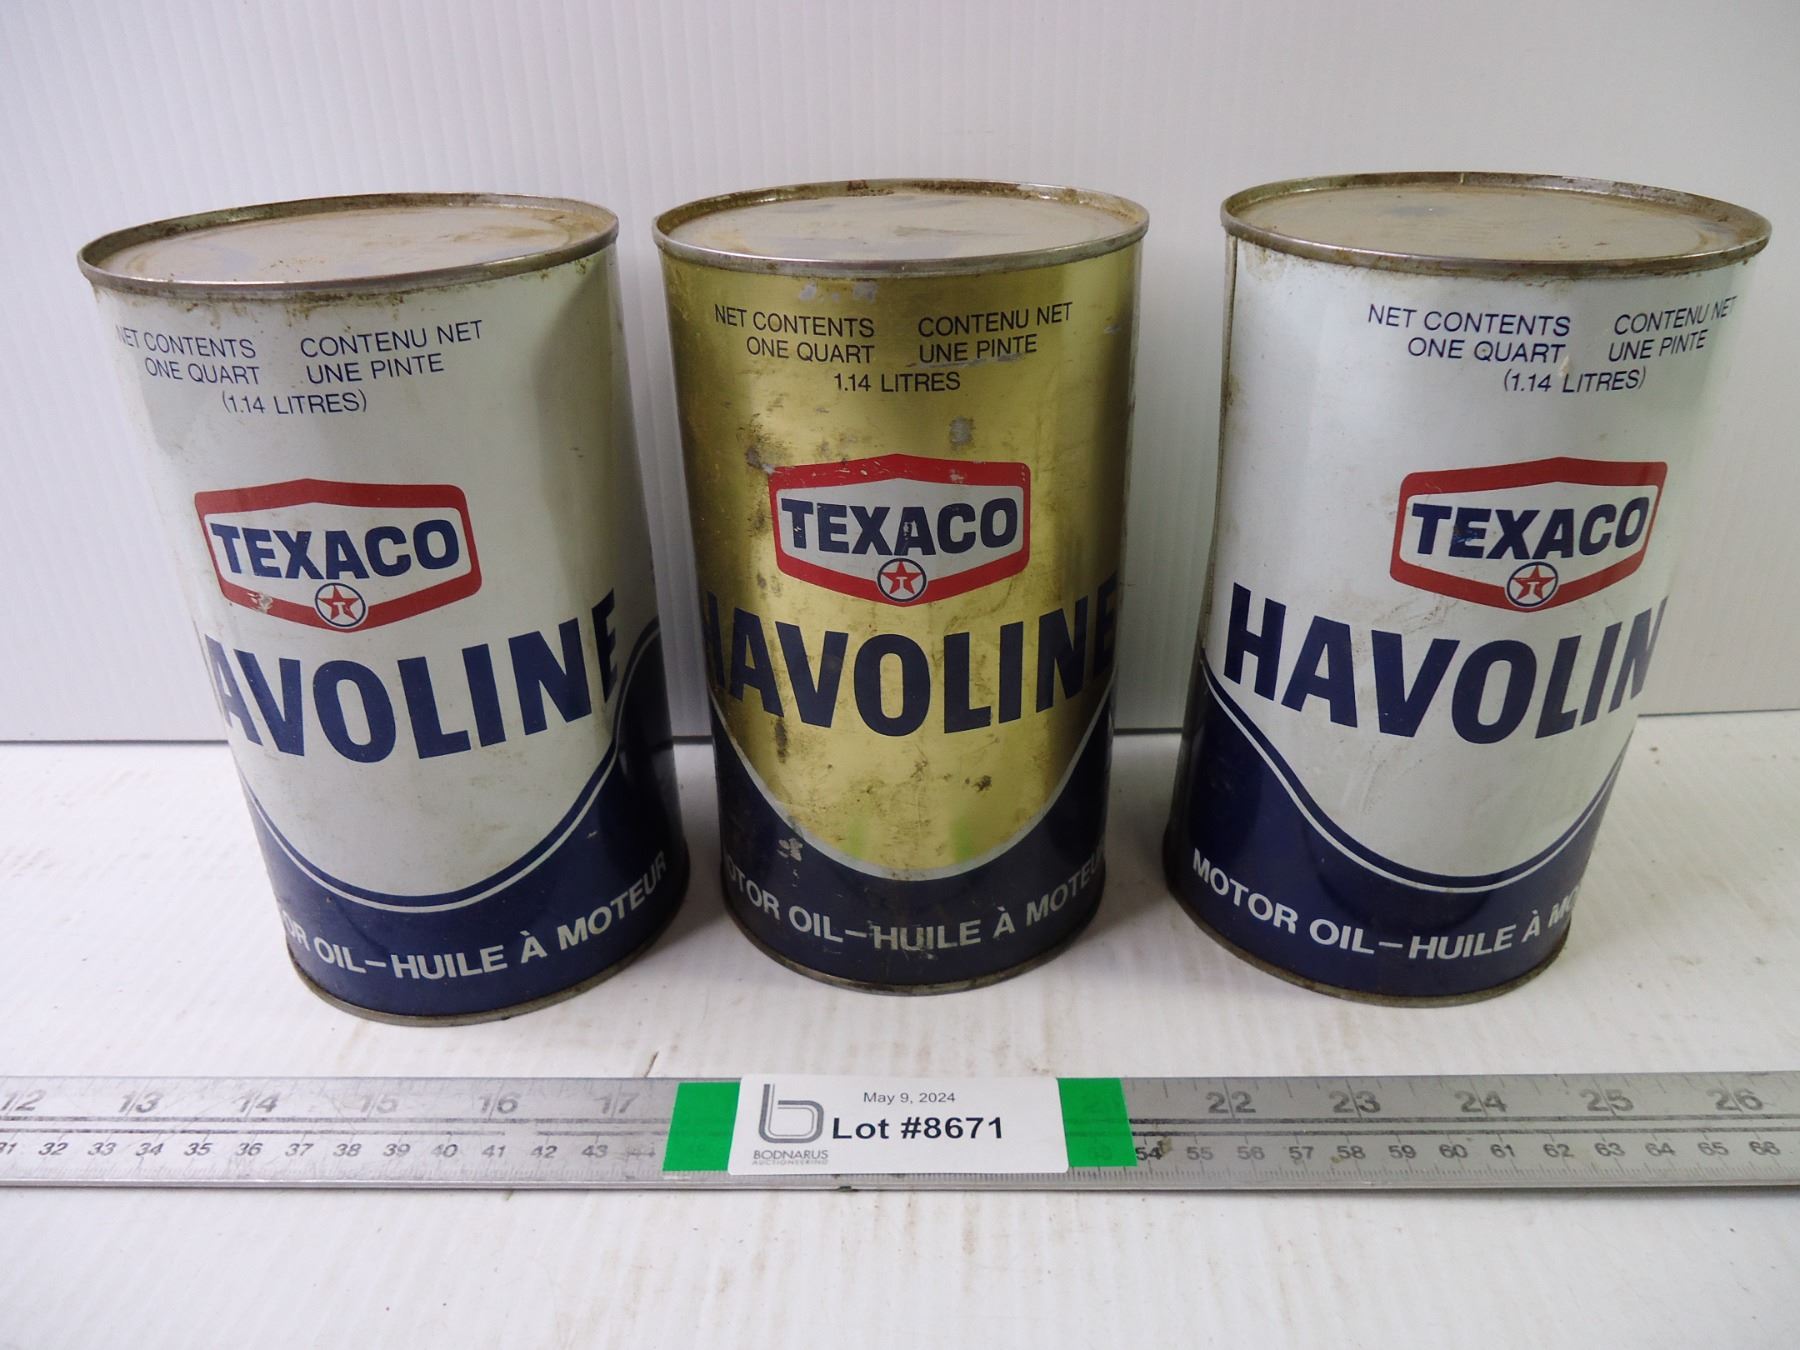 NET CONTENTS CONTENU NET
ONE QUART UNE PINTE
(1.14 LITRES)
TEXACO
T
AVOLINE
OR OIL–HUILE À MOTEUR
NET CONTENTS CONTENU NET
ONE QUART UNE PINTE
1.14 LITRES
TEXACO
T
HAVOLINE
OTOR OIL–HUILE À MOTEU
NET CONTENTS CONTENU NET
ONE QUART UNE PINTE
(1.14 LITRES)
TEXACO
T
HAVOLIN
MOTOR OIL–HUILE À MO
12 13 14 15 16 17 21 22 23 24 25 26
31 32 33 34 35 36 37 38 39 40 41 42 43 44 53 54 55 56 57 58 59 60 61 62 63 64 65 66
May 9, 2024
Lot #8671
BODNARUS
AUCTIONEERING